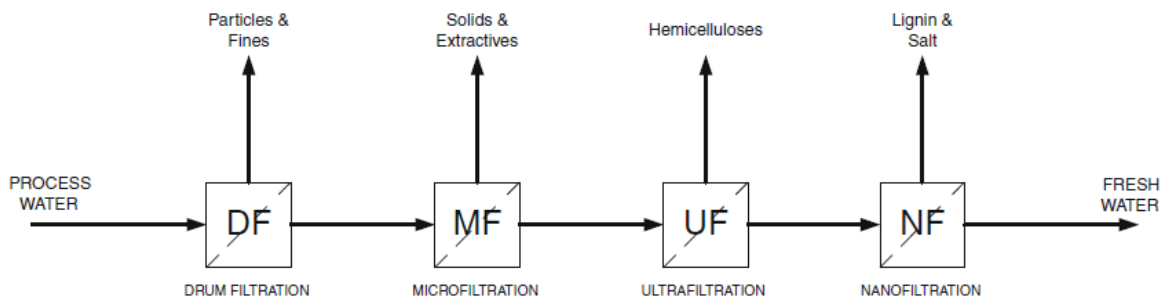 Particles &
Fines
Solids &
Extractives
Hemicelluloses
Lignin &
Salt
PROCESS
WATER
FRESH
WATER
DF
MF
UF
NF
DRUM FILTRATION
MICROFILTRATION
ULTRAFILTRATION
NANOFILTRATION